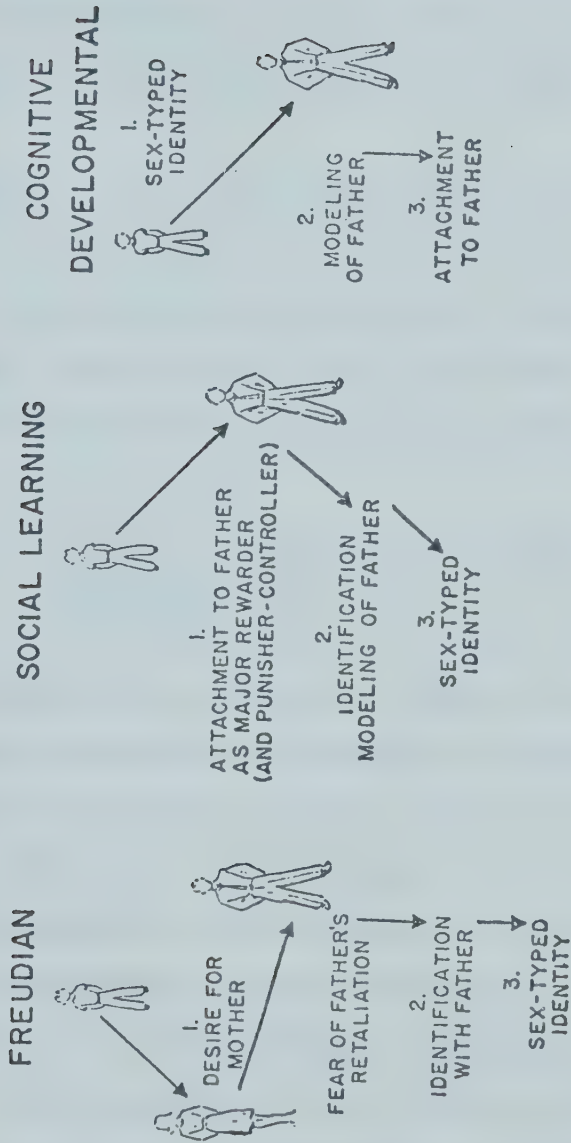 FREUDIAN
1.
DESIRE FOR
MOTHER
FEAR OF FATHER'S
RETALIATION
2.
IDENTIFICATION
WITH FATHER
3.
SEX-TYPED
IDENTITY
SOCIAL LEARNING
1.
ATTACHMENT TO FATHER
AS MAJOR REWARDER
(AND PUNISHER-CONTROLLER)
2.
IDENTIFICATION
MODELING OF FATHER
3.
SEX-TYPED
IDENTITY
COGNITIVE
DEVELOPMENTAL
1.
SEX-TYPED
IDENTITY
2.
MODELING
OF FATHER
3.
ATTACHMENT
TO FATHER